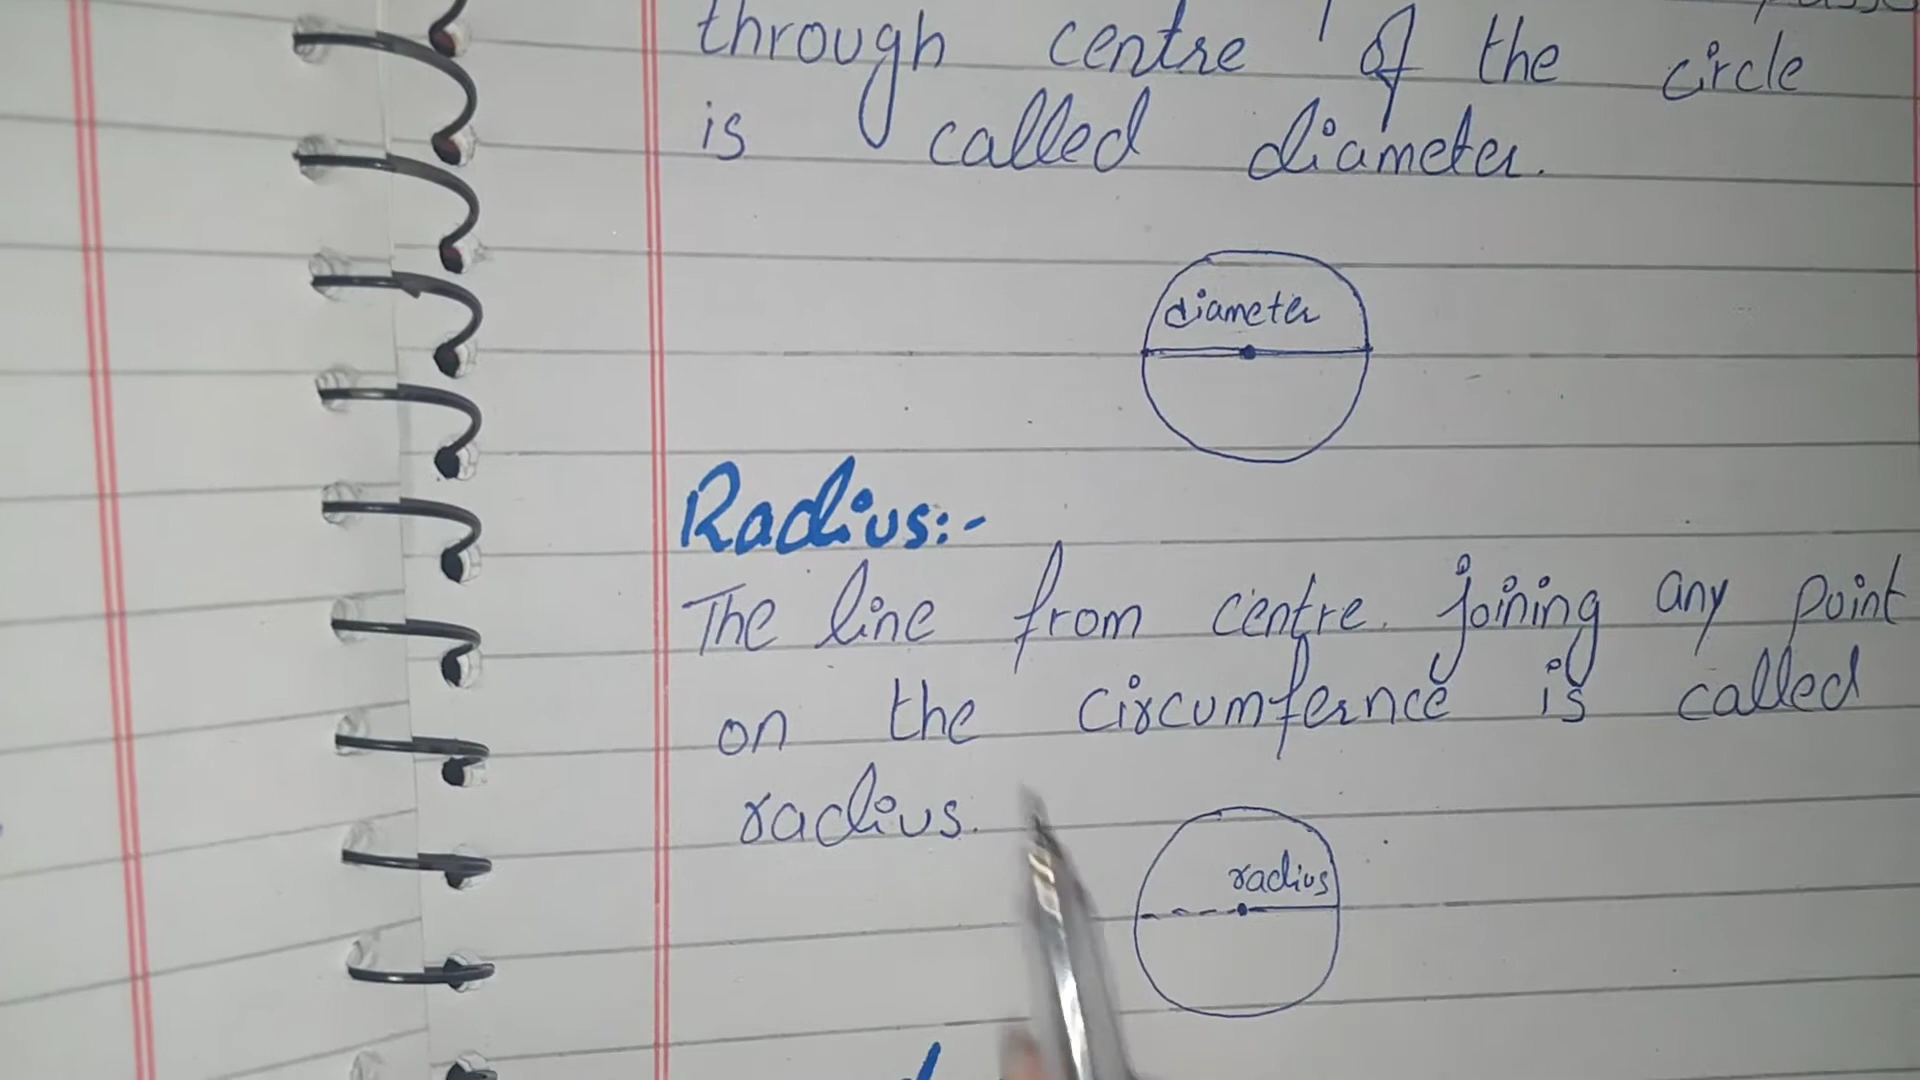 through centre of the circle
is called diameter.
diameter
Radius:-
The line from centre. joining any point
on the circumfernce is called
radius.
radius